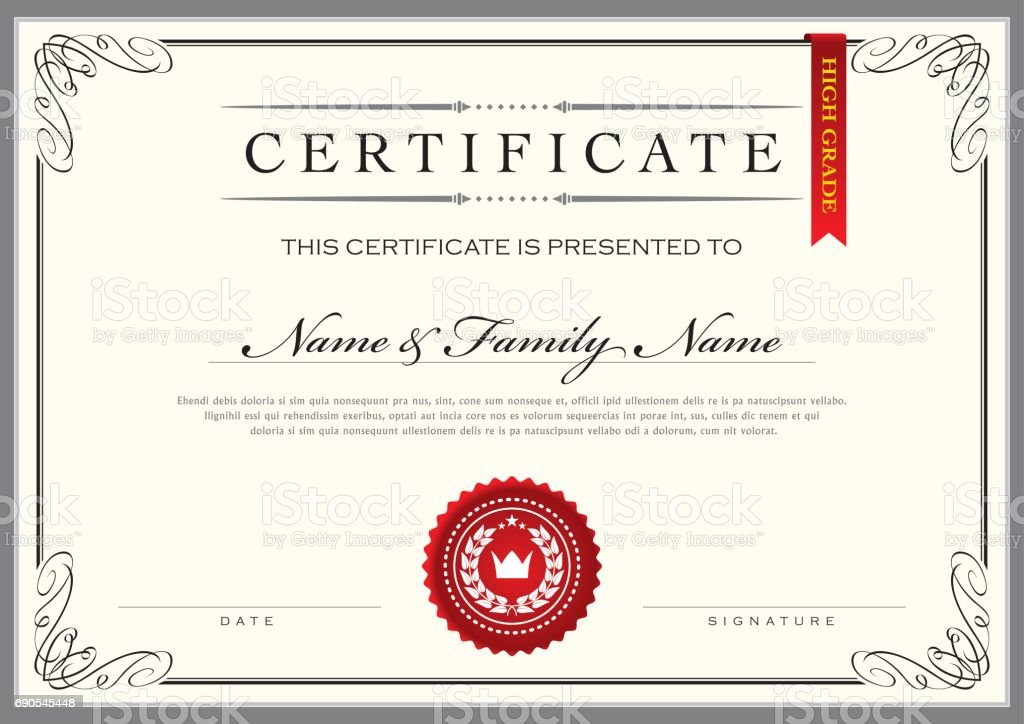 CERTIFICATE
HIGH GRADE
THIS CERTIFICATE IS PRESENTED TO
Name & Family Name
Ehendi debis doloria si sim quia nonsequunt pra nus, sint, cone sum nonseque et, officid ipid ullestionem delis re is pa natuscipsunt vellabo.
llignihil essi qui rehendissim exeribus, optati aut incia cori nos es volorum sequeercias int porae int, sus, culles dic tenem et qui
doloria si sim quia nonsequunt ullestionem delis re is pa natuscipsunt vellabo odi a dolorum, cum nit volorat.
DATE
SIGNATURE
iStock
by Getty Images™
690545448